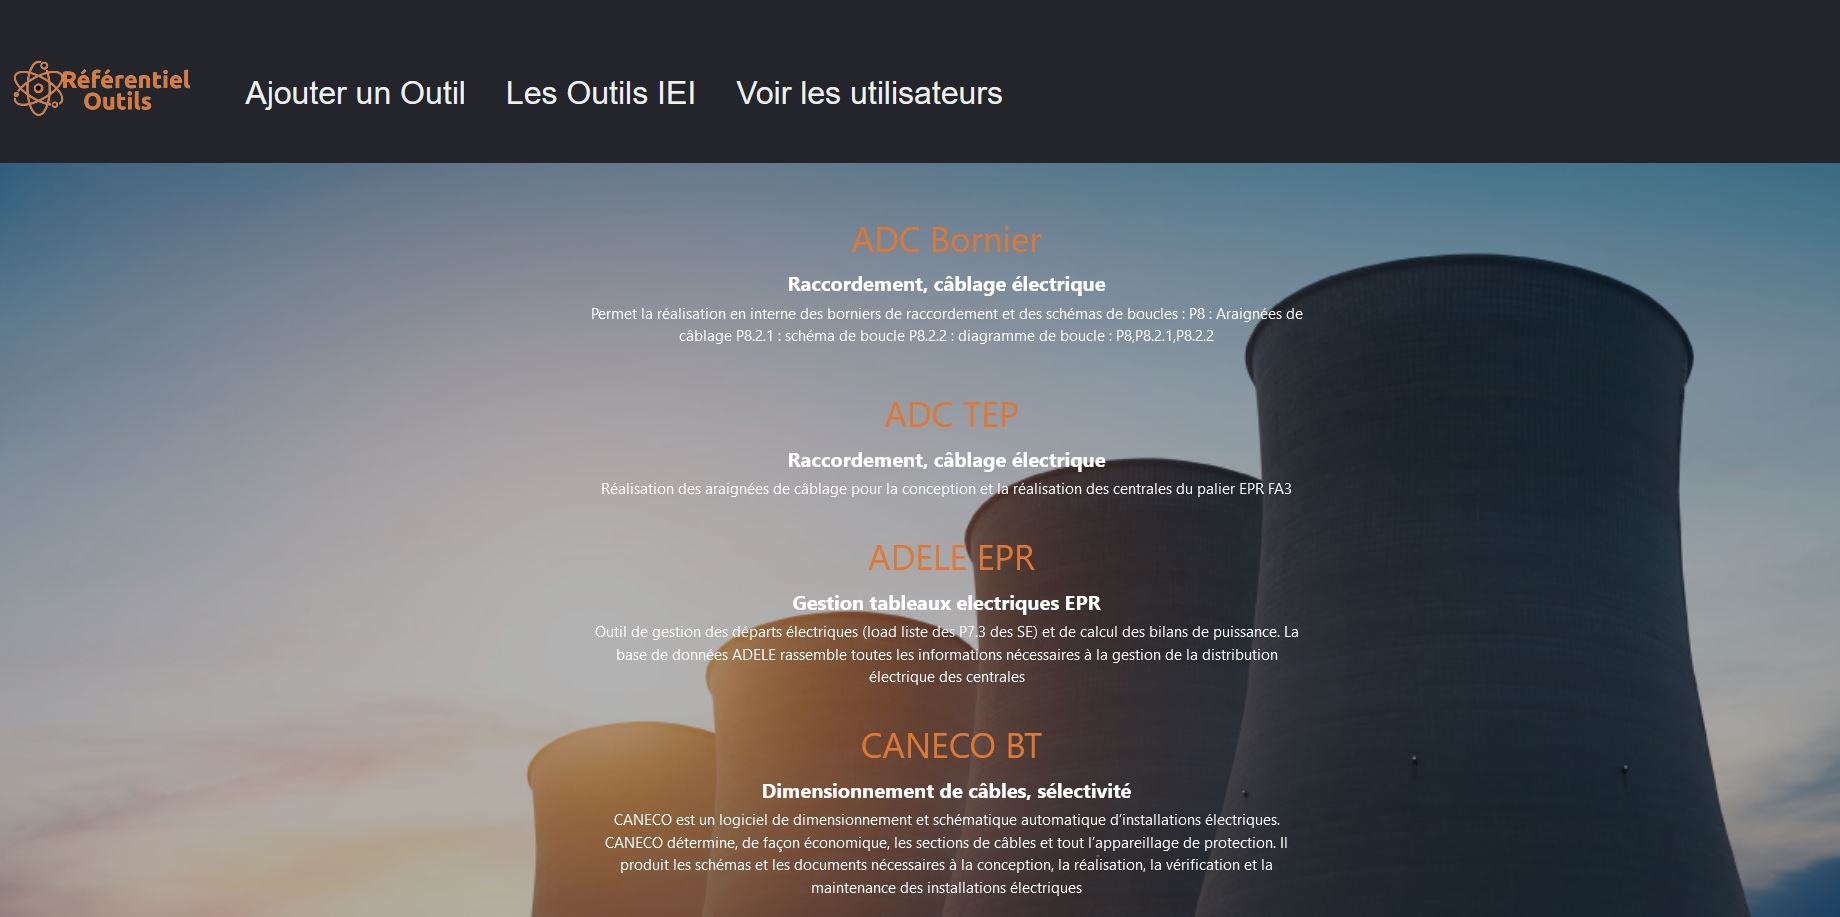 Référentiel
Outils
Ajouter un Outil
Les Outils IEI
Voir les utilisateurs
ADC Bornier
Raccordement, câblage électrique
Permet la réalisation en interne des borniers de raccordement et des schémas de boucles : P8 : Araignées de
câblage P8.2.1 : schéma de boucle P8.2.2 : diagramme de boucle : P8,P8.2.1,P8.2.2
ADC TEP
Raccordement, câblage électrique
Réalisation des araignées de câblage pour la conception et la réalisation des centrales du palier EPR FA3
ADELE EPR
Gestion tableaux electriques EPR
Outil de gestion des départs électriques (load liste des P7.3 des SE) et de calcul des bilans de puissance. La
base de données ADELE rassemble toutes les informations nécessaires à la gestion de la distribution
électrique des centrales
CANECO BT
Dimensionnement de câbles, sélectivité
CANECO est un logiciel de dimensionnement et schématique automatique d’installations électriques.
CANECO détermine, de façon économique, les sections de câbles et tout l’appareillage de protection. Il
produit les schémas et les documents nécessaires à la conception, la réalisation, la vérification et la
maintenance des installations électriques